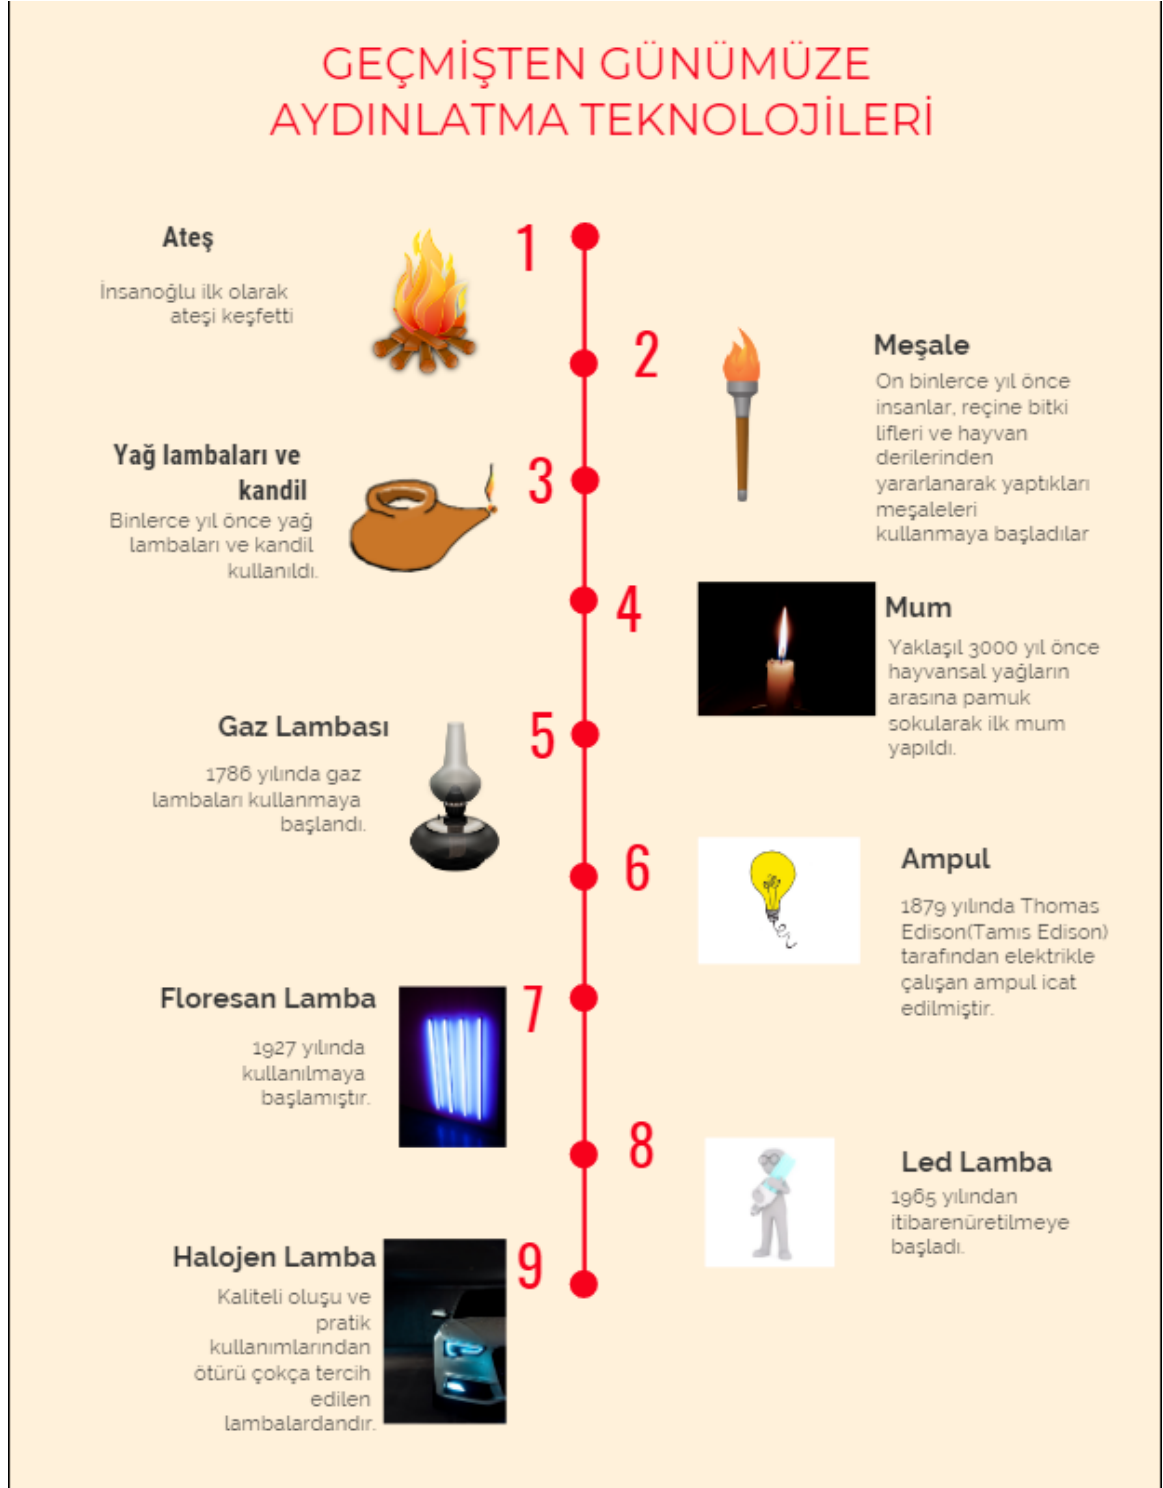 GEÇMİŞTEN GÜNÜMÜZE
AYDINLATMA TEKNOLOJİLERİ
1
Ateş
İnsanoğlu ilk olarak
ateşi keşfetti
2
Meşale
On binlerce yıl önce
insanlar, reçine bitki
lifleri ve hayvan
derilerinden
yararlanarak yaptıkları
meşaleleri
kullanmaya başladılar
3
Yağ lambaları ve
kandil
Binlerce yıl önce yağ
lambaları ve kandil
kullanıldı.
4
Mum
Yaklaşıl 3000 yıl önce
hayvansal yağların
arasına pamuk
sokularak ilk mum
yapıldı.
5
Gaz Lambası
1786 yılında gaz
lambaları kullanmaya
başlandı.
6
Ampul
1879 yılında Thomas
Edison(Tamıs Edison)
tarafından elektrikle
çalışan ampul icat
edilmiştir.
7
Floresan Lamba
1927 yılında
kullanılmaya
başlamıştır.
8
Led Lamba
1965 yılından
itibarenüretilmeye
başladı.
9
Halojen Lamba
Kaliteli oluşu ve
pratik
kullanımlarından
ötürü çokça tercih
edilen
lambalardandır.